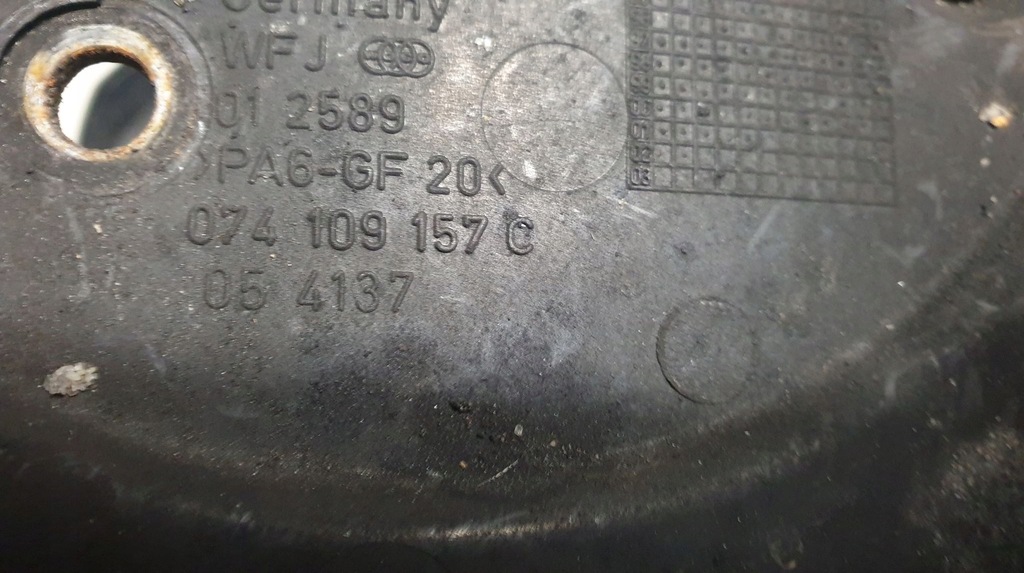 Germany
WFJ
01 2589
>PA6-GF 20<
074 109 157 C
05 4137